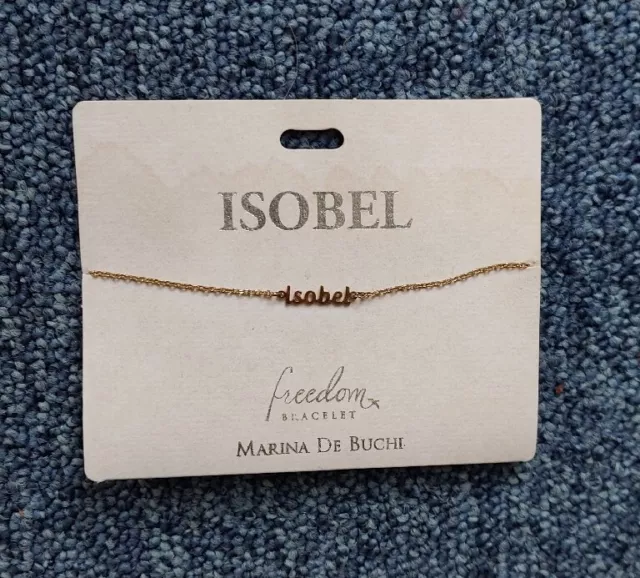 ISOBEL
Isobel
freedom
BRACELET
MARINA DE BUCHI